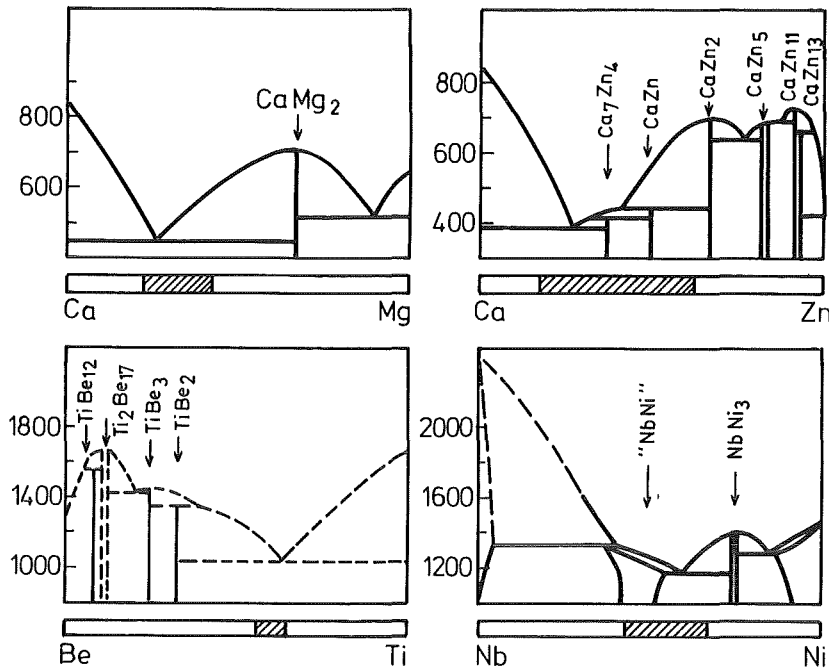 800
600
CaMg2
Ca Mg
800
600
400
Ca7Zn4
CaZn
CaZn2
CaZn5
CaZn11
CaZn13
Ca Zn
1800
1400
1000
TiBe12
Ti2Be17
TiBe3
TiBe2
Be Ti
2000
1600
1200
"NbNi"
NbNi3
Nb Ni